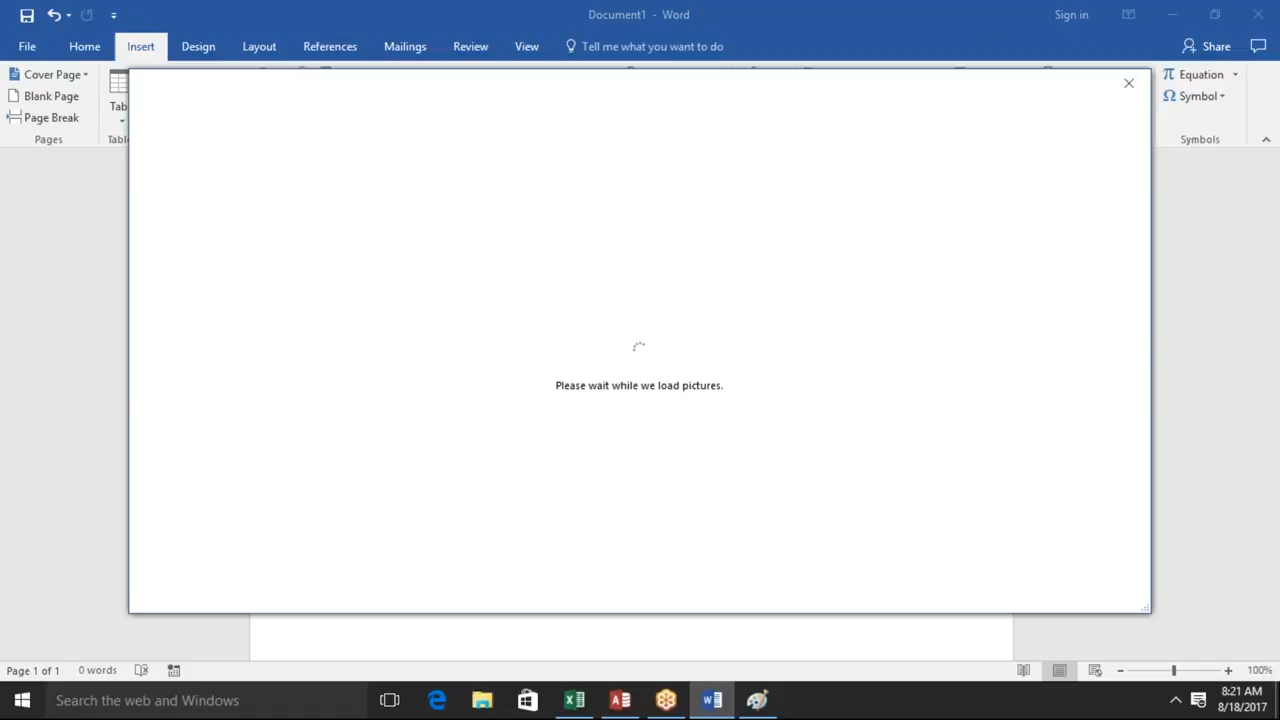 Document1 - Word
Sign in
File Home Insert Design Layout References Mailings Review View Tell me what you want to do Share
Cover Page
Blank Page
Page Break
Pages
Equation
Symbol
Symbols
Please wait while we load pictures.
Page 1 of 1 0 words 100%
Search the web and Windows
8:21 AM
8/18/2017